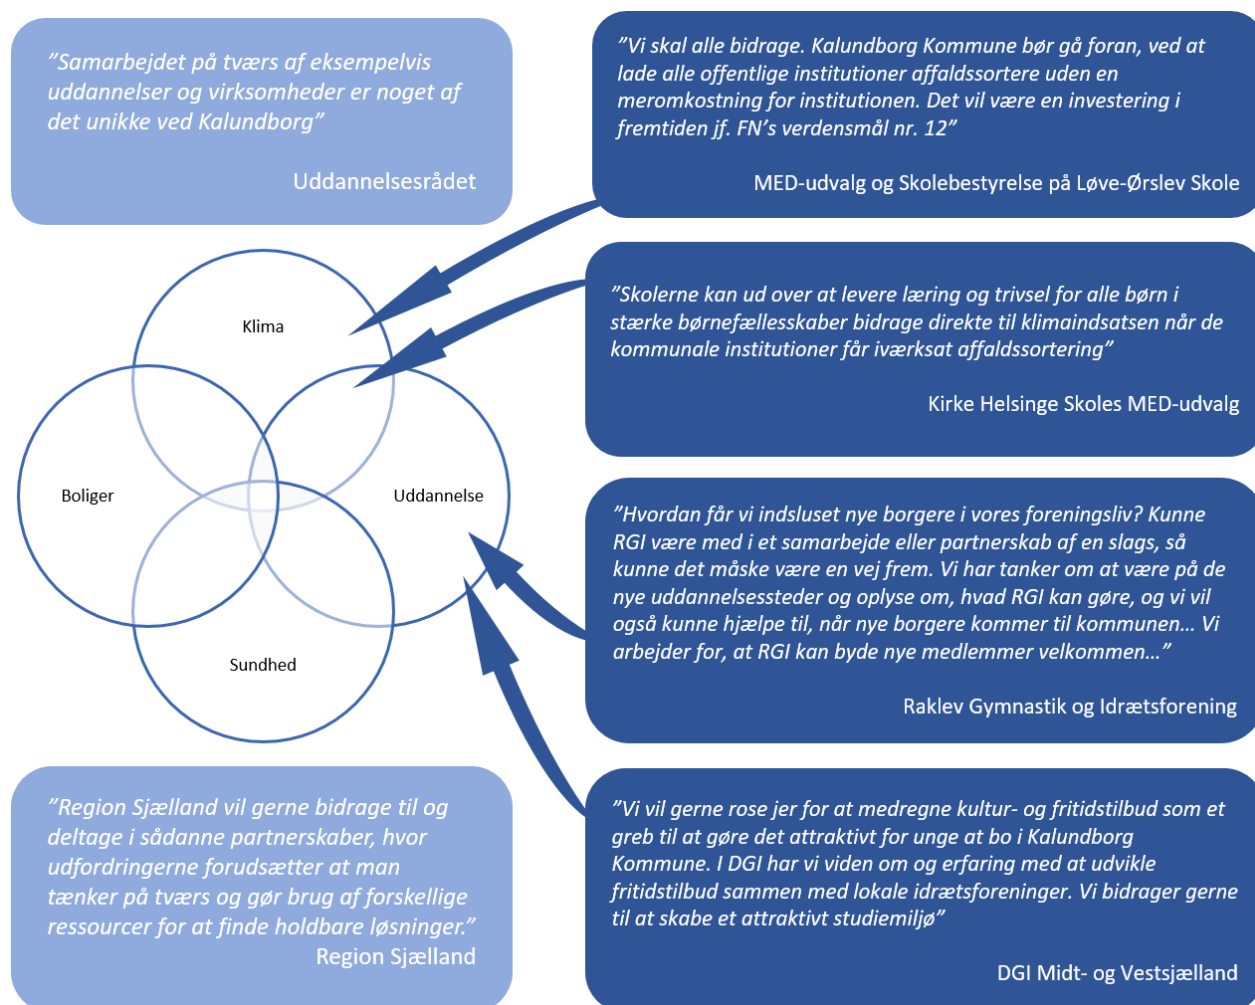 ”Samarbejdet på tværs af eksempelvis
uddannelser og virksomheder er noget af
det unikke ved Kalundborg”
Uddannelsesrådet
”Vi skal alle bidrage. Kalundborg Kommune bør gå foran, ved at
lade alle offentlige institutioner affaldssortere uden en
meromkostning for institutionen. Det vil være en investering i
fremtiden jf. FN’s verdensmål nr. 12”
MED-udvalg og Skolebestyrelse på Løve-Ørslev Skole
Klima
Boliger
Uddannelse
Sundhed
”Skolerne kan ud over at levere læring og trivsel for alle børn i
stærke børnefællesskaber bidrage direkte til klimaindsatsen når de
kommunale institutioner får iværksat affaldssortering”
Kirke Helsinge Skoles MED-udvalg
”Hvordan får vi indsluset nye borgere i vores foreningsliv? Kunne
RGI være med i et samarbejde eller partnerskab af en slags, så
kunne det måske være en vej frem. Vi har tanker om at være på de
nye uddannelsessteder og oplyse om, hvad RGI kan gøre, og vi vil
også kunne hjælpe til, når nye borgere kommer til kommunen… Vi
arbejder for, at RGI kan byde nye medlemmer velkommen…”
Raklev Gymnastik og Idrætsforening
”Region Sjælland vil gerne bidrage til og
deltage i sådanne partnerskaber, hvor
udfordringerne forudsætter at man
tænker på tværs og gør brug af forskellige
ressourcer for at finde holdbare løsninger.”
Region Sjælland
”Vi vil gerne rose jer for at medregne kultur- og fritidstilbud som et
greb til at gøre det attraktivt for unge at bo i Kalundborg
Kommune. I DGI har vi viden om og erfaring med at udvikle
fritidstilbud sammen med lokale idrætsforeninger. Vi bidrager gerne
til at skabe et attraktivt studiemiljø”
DGI Midt- og Vestsjælland